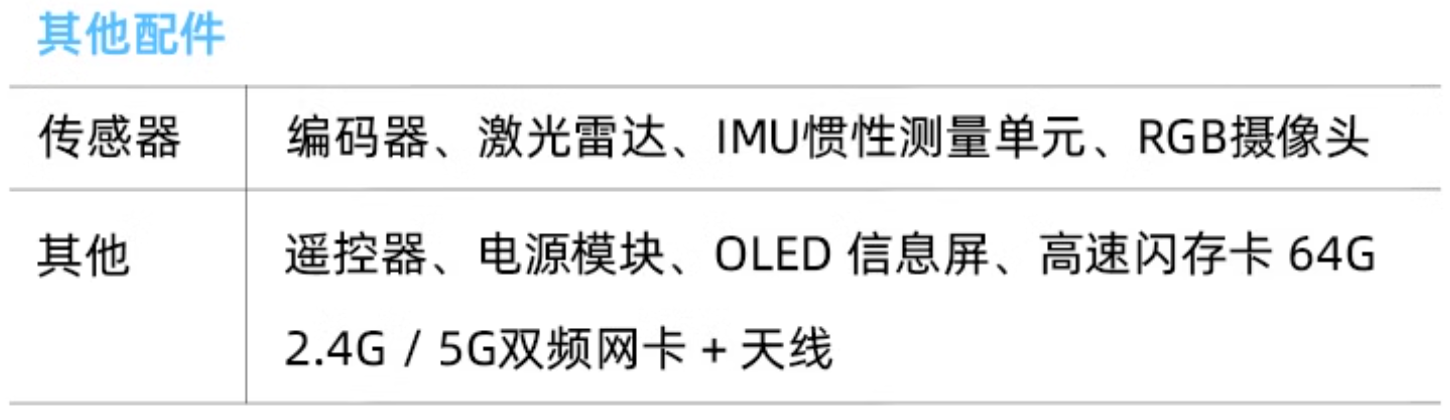 其他配件
传感器 编码器、激光雷达、IMU惯性测量单元、RGB摄像头
其他 遥控器、电源模块、OLED 信息屏、高速闪存卡 64G
2.4G / 5G双频网卡 + 天线